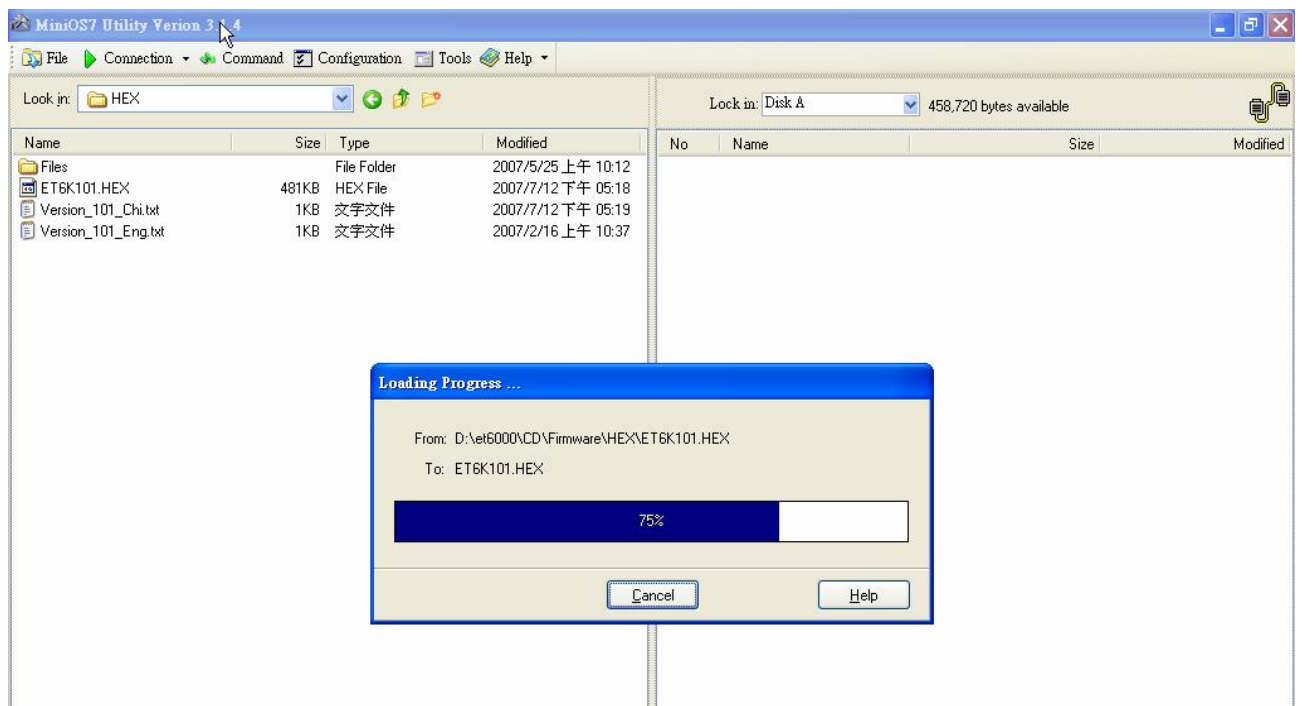 MiniOS7 Utility Verion 3.1.4
File Connection Command Configuration Tools Help
Look in: HEX
Lock in: Disk A 458,720 bytes available
Name Size Type Modified
Files File Folder 2007/5/25 上午 10:12
ET6K101.HEX 481KB HEX File 2007/7/12 下午 05:18
Version_101_Chi.txt 1KB 文字文件 2007/7/12 下午 05:19
Version_101_Eng.txt 1KB 文字文件 2007/2/16 上午 10:37
No Name Size Modified
Loading Progress ...
From: D:\et6000\CD\Firmware\HEX\ET6K101.HEX
To: ET6K101.HEX
75%
Cancel Help